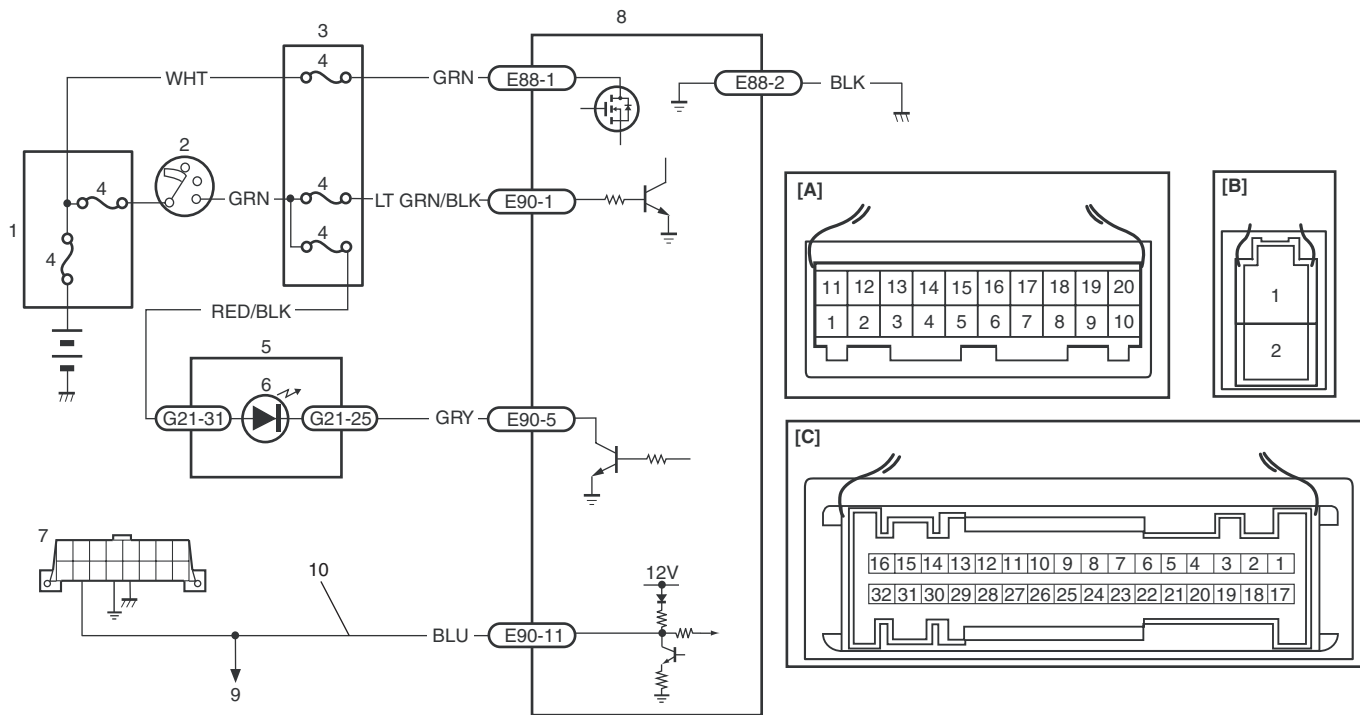 8
3
4
WHT
GRN
E88-1
E88-2
BLK
2
4
GRN
4
LT GRN/BLK
E90-1
1
4
4
RED/BLK
5
6
G21-31
G21-25
GRY
E90-5
7
10
12V
BLU
E90-11
9
[A]
11 12 13 14 15 16 17 18 19 20
1 2 3 4 5 6 7 8 9 10
[B]
1
2
[C]
16 15 14 13 12 11 10 9 8 7 6 5 4 3 2 1
32 31 30 29 28 27 26 25 24 23 22 21 20 19 18 17